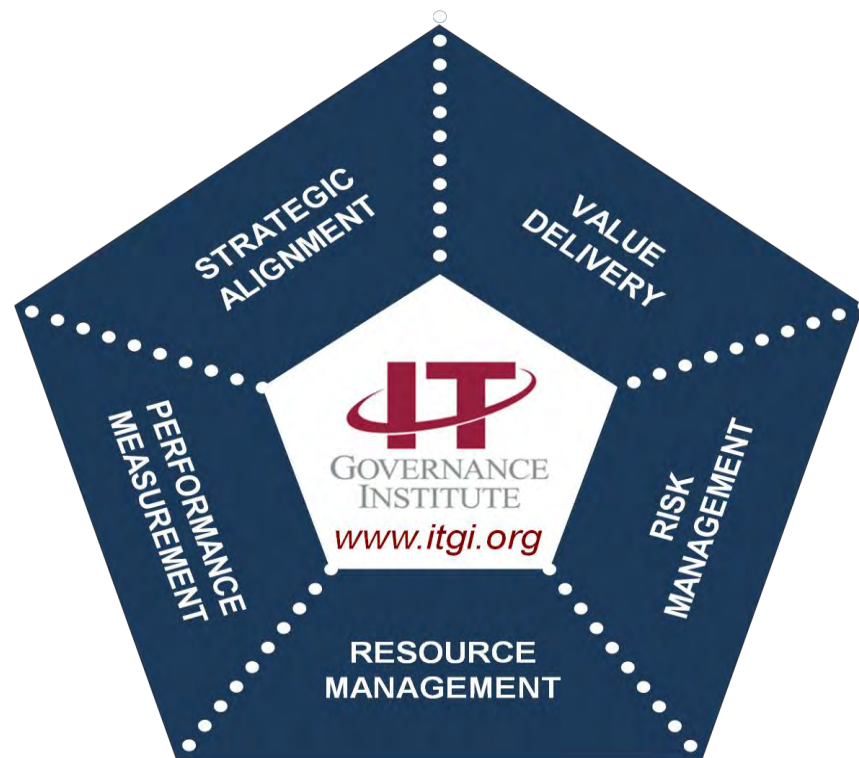 STRATEGIC
ALIGNMENT
VALUE
DELIVERY
PERFORMANCE
MEASUREMENT
IT
GOVERNANCE
INSTITUTE
www.itgi.org
RISK
MANAGEMENT
RESOURCE
MANAGEMENT